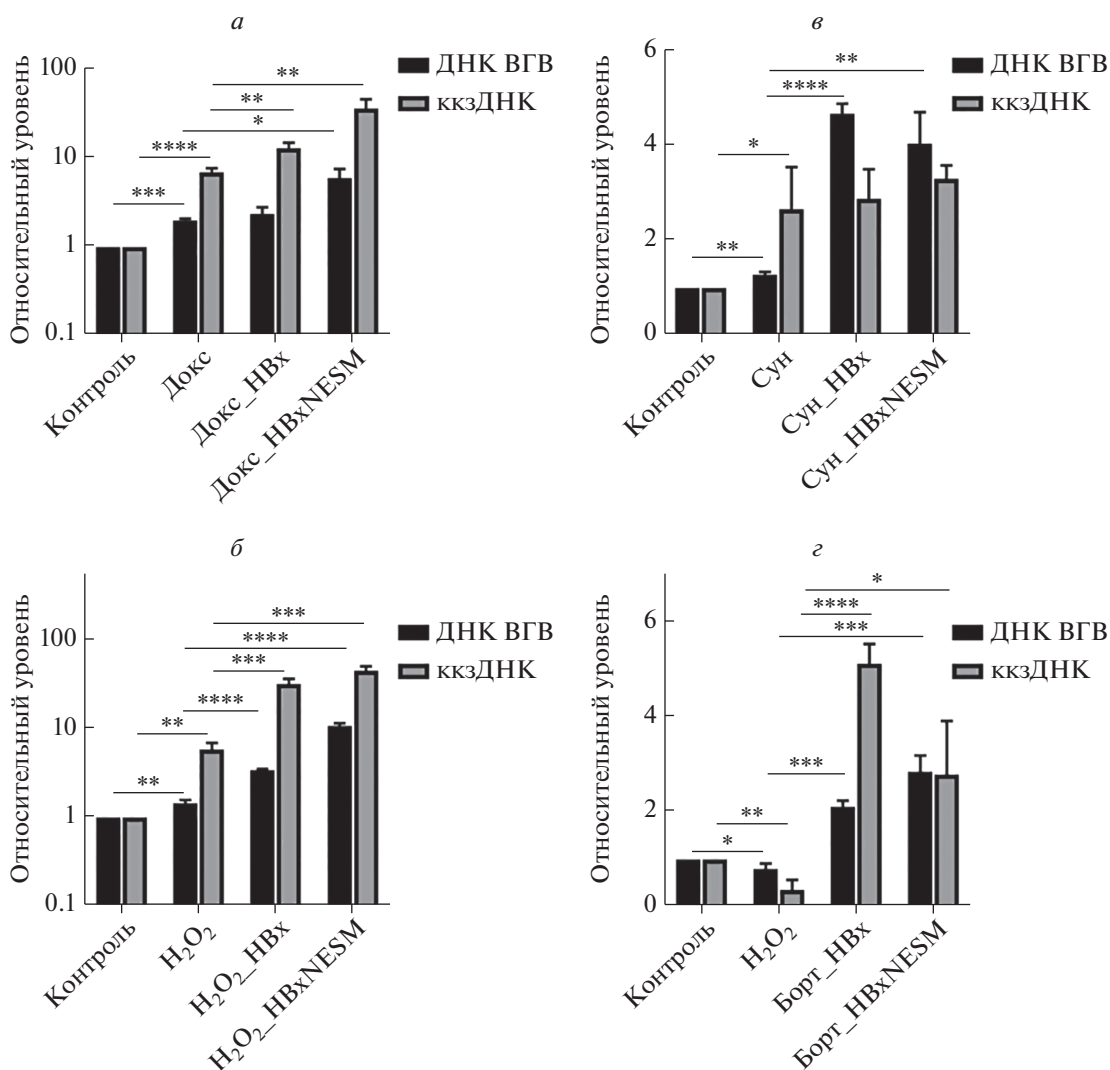 а
Относительный уровень
100
10
1
0.1
ДНК ВГВ
ккзДНК
***
****
*
**
**
Контроль
Докс
Докс_HBx
Докс_HBxNESM
в
Относительный уровень
6
4
2
0
ДНК ВГВ
ккзДНК
**
*
****
**
Контроль
Сун
Сун_HBx
Сун_HBxNESM
б
Относительный уровень
100
10
1
0.1
ДНК ВГВ
ккзДНК
**
**
****
***
****
***
Контроль
H₂O₂
H₂O₂_HBx
H₂O₂_HBxNESM
г
Относительный уровень
6
4
2
0
ДНК ВГВ
ккзДНК
*
**
***
***
****
*
Контроль
H₂O₂
Борт_HBx
Борт_HBxNESM